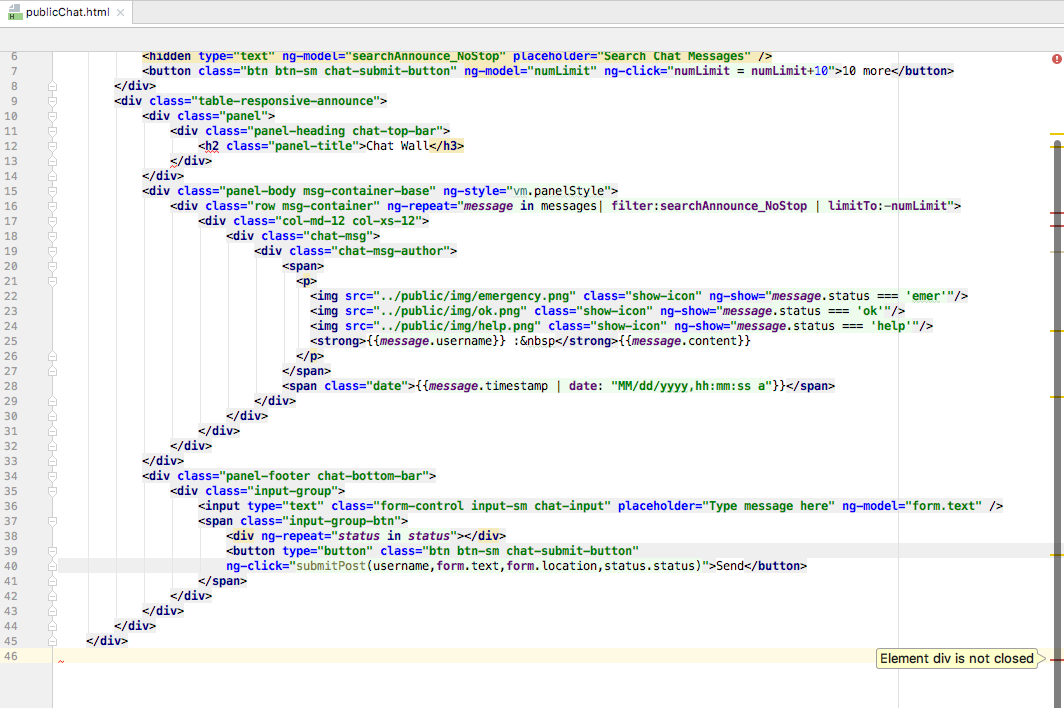 publicChat.html
6 <hidden type="text" ng-model="searchAnnounce_NoStop" placeholder="Search Chat Messages" />
7 <button class="btn btn-sm chat-submit-button" ng-model="numLimit" ng-click="numLimit = numLimit+10">10 more</button>
8 </div>
9 <div class="table-responsive-announce">
10 <div class="panel">
11 <div class="panel-heading chat-top-bar">
12 <h2 class="panel-title">Chat Wall</h3>
13 </div>
14 </div>
15 <div class="panel-body msg-container-base" ng-style="vm.panelStyle">
16 <div class="row msg-container" ng-repeat="message in messages| filter:searchAnnounce_NoStop | limitTo:-numLimit">
17 <div class="col-md-12 col-xs-12">
18 <div class="chat-msg">
19 <div class="chat-msg-author">
20 <span>
21 <p>
22 <img src="../public/img/emergency.png" class="show-icon" ng-show="message.status === 'emer'"/>
23 <img src="../public/img/ok.png" class="show-icon" ng-show="message.status === 'ok'"/>
24 <img src="../public/img/help.png" class="show-icon" ng-show="message.status === 'help'"/>
25 <strong>{{message.username}} :&nbsp</strong>{{message.content}}
26 </p>
27 </span>
28 <span class="date">{{message.timestamp | date: "MM/dd/yyyy,hh:mm:ss a"}}</span>
29 </div>
30 </div>
31 </div>
32 </div>
33 </div>
34 <div class="panel-footer chat-bottom-bar">
35 <div class="input-group">
36 <input type="text" class="form-control input-sm chat-input" placeholder="Type message here" ng-model="form.text" />
37 <span class="input-group-btn">
38 <div ng-repeat="status in status"></div>
39 <button type="button" class="btn btn-sm chat-submit-button"
40 ng-click="submitPost(username,form.text,form.location,status.status)">Send</button>
41 </span>
42 </div>
43 </div>
44 </div>
45 </div>
46
Element div is not closed